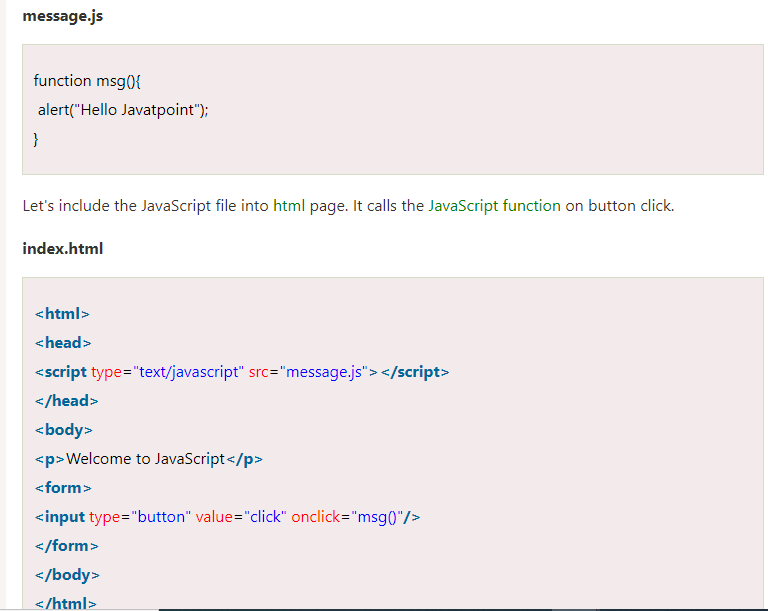 message.js
function msg(){
alert("Hello Javatpoint");
}
Let's include the JavaScript file into html page. It calls the JavaScript function on button click.
index.html
<html>
<head>
<script type="text/javascript" src="message.js"></script>
</head>
<body>
<p>Welcome to JavaScript</p>
<form>
<input type="button" value="click" onclick="msg()"/>
</form>
</body>
</html>